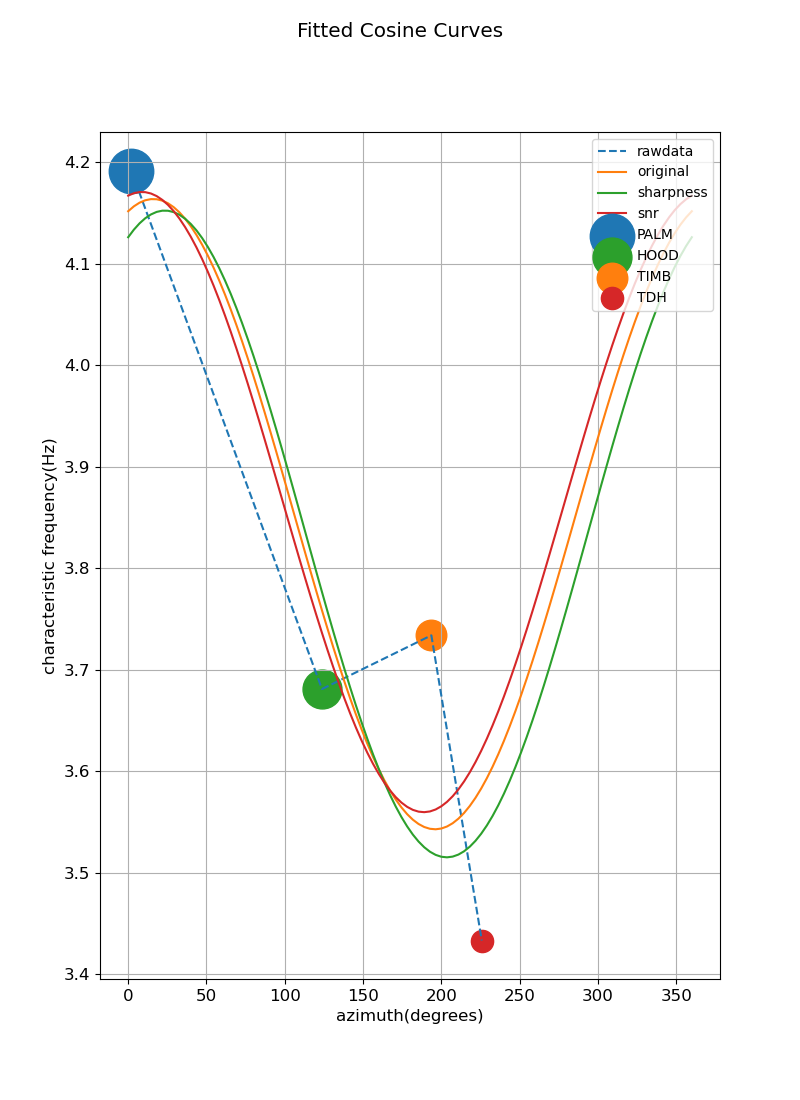 Fitted Cosine Curves
rawdata
original
sharpness
snr
PALM
HOOD
TIMB
TDH
characteristic frequency(Hz)
4.2
4.1
4.0
3.9
3.8
3.7
3.6
3.5
3.4
0 50 100 150 200 250 300 350
azimuth(degrees)